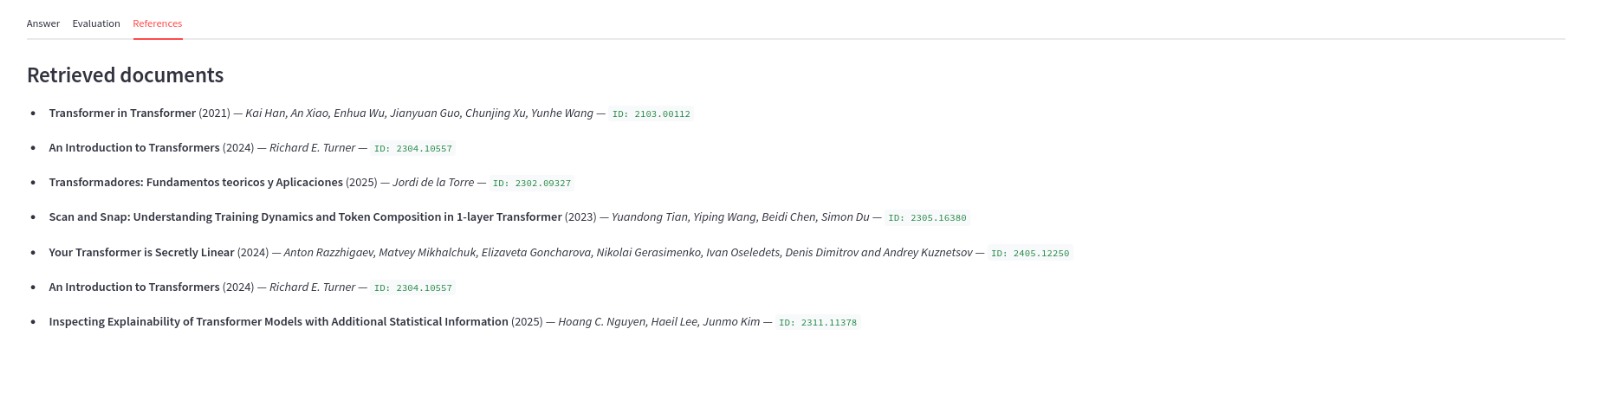 Answer Evaluation References
Retrieved documents
• Transformer in Transformer (2021) — Kai Han, An Xiao, Enhua Wu, Jianyuan Guo, Chunjing Xu, Yunhe Wang — ID: 2103.00112
• An Introduction to Transformers (2024) — Richard E. Turner — ID: 2304.10557
• Transformadores: Fundamentos teoricos y Aplicaciones (2025) — Jordi de la Torre — ID: 2302.09327
• Scan and Snap: Understanding Training Dynamics and Token Composition in 1-layer Transformer (2023) — Yuandong Tian, Yiping Wang, Beidi Chen, Simon Du — ID: 2305.16380
• Your Transformer is Secretly Linear (2024) — Anton Razzhigaev, Matvey Mikhalchuk, Elizaveta Goncharova, Nikolai Gerasimenko, Ivan Oseledets, Denis Dimitrov and Andrey Kuznetsov — ID: 2405.12250
• An Introduction to Transformers (2024) — Richard E. Turner — ID: 2304.10557
• Inspecting Explainability of Transformer Models with Additional Statistical Information (2025) — Hoang C. Nguyen, Haeil Lee, Junmo Kim — ID: 2311.11378